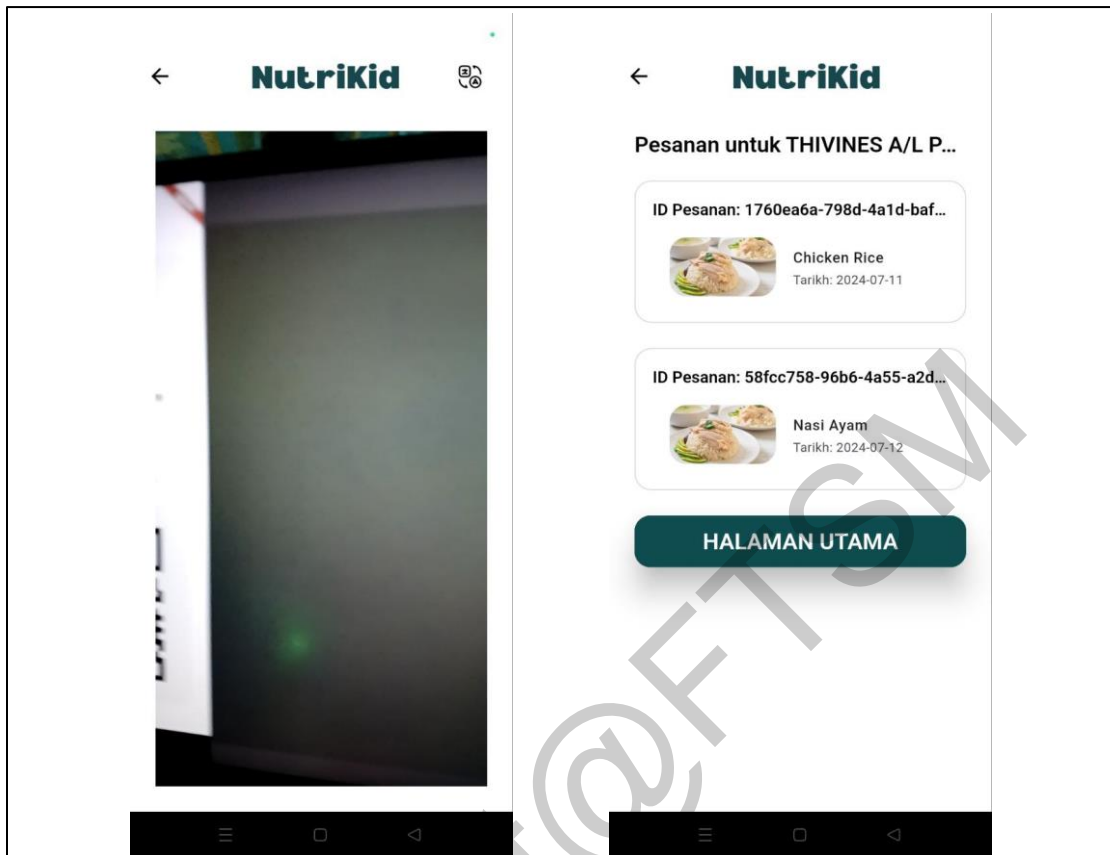 NutriKid
NutriKid
Pesanan untuk THIVINES A/L P...
ID Pesanan: 1760ea6a-798d-4a1d-baf...
Chicken Rice
Tarikh: 2024-07-11
ID Pesanan: 58fcc758-96b6-4a55-a2d...
Nasi Ayam
Tarikh: 2024-07-12
HALAMAN UTAMA
@FTSM